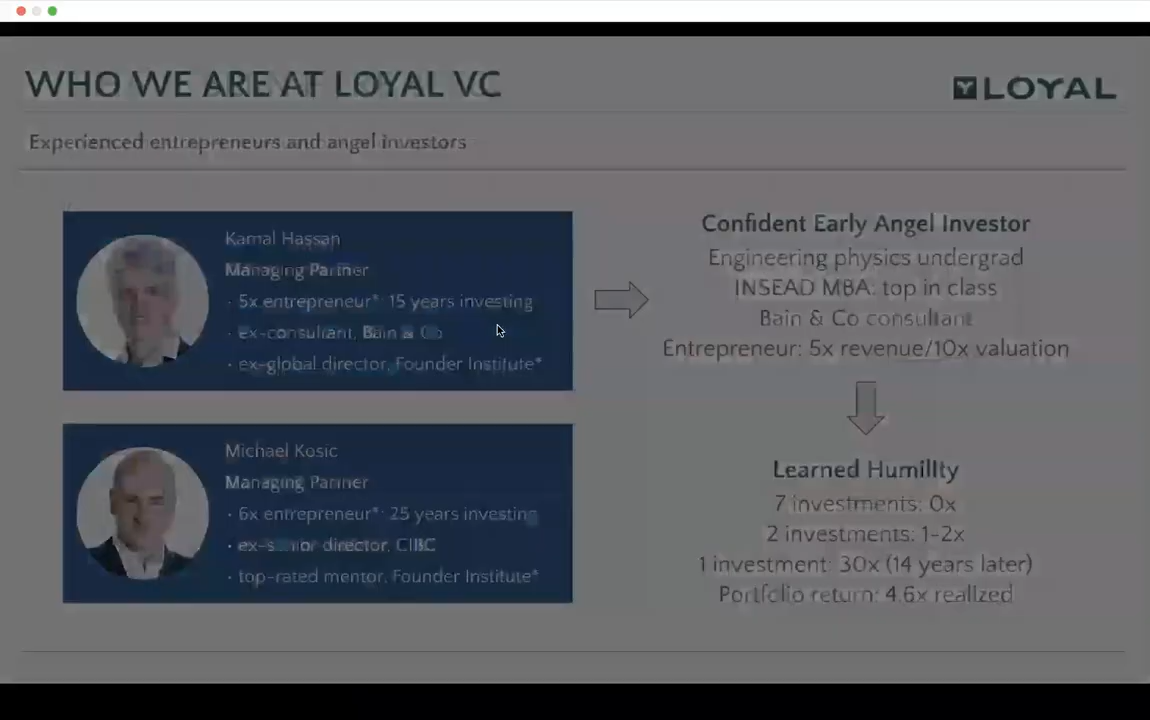 WHO WE ARE AT LOYAL VC
LOYAL
Experienced entrepreneurs and angel investors
Kamal Hassan
Managing Partner
· 5x entrepreneur*: 15 years investing
· ex-consultant, Bain & Co
· ex-global director, Founder Institute*
Michael Kosic
Managing Partner
· 6x entrepreneur*: 25 years investing
· ex-senior director, CIBC
· top-rated mentor, Founder Institute*
Confident Early Angel Investor
Engineering physics undergrad
INSEAD MBA: top in class
Bain & Co consultant
Entrepreneur: 5x revenue/10x valuation
Learned Humility
7 investments: 0x
2 investments: 1-2x
1 investment: 30x (14 years later)
Portfolio return: 4.6x realized